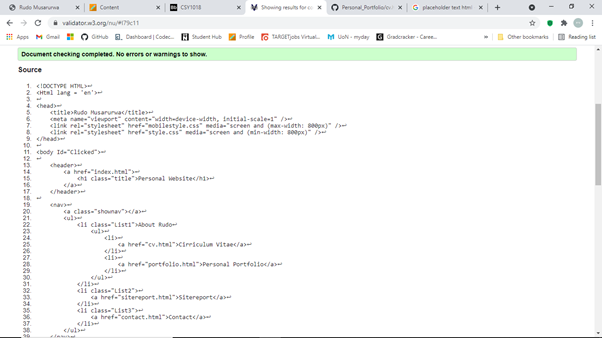 Rudo Musarurwa
Content
CSY1018
Showing results for co
Personal_Portfolio/cv.h
placeholder text html
validator.w3.org/nu/#l79c11
Apps
Gmail
GitHub
Dashboard | Codec...
Student Hub
Profile
TARGETjobs Virtual...
UoN - myday
Gradcracker - Caree...
»
Other bookmarks
Reading list
Document checking completed. No errors or warnings to show.
Source
1. <!DOCTYPE HTML>↩
2. <Html lang = 'en'>↩
3. ↩
4. <head>↩
5. <title>Rudo Musarurwa</title>↩
6. <meta name="viewport" content="width=device-width, initial-scale=1" />↩
7. <link rel="stylesheet" href="mobilestyle.css" media="screen and (max-width: 800px)" />↩
8. <link rel="stylesheet" href="style.css" media="screen and (min-width: 800px)" />↩
9. </head>↩
10. ↩
11. <body Id="Clicked">↩
12. ↩
13. <header>↩
14. <a href="index.html">↩
15. <h1 class="title">Personal Website</h1>↩
16. </a>↩
17. </header>↩
18. ↩
19. <nav>↩
20. <a class="shownav"></a>↩
21. <ul>↩
22. <li class="List1">About Rudo↩
23. <ul>↩
24. <li>↩
25. <a href="cv.html">Cirriculum Vitae</a>↩
26. </li>↩
27. <li>↩
28. <a href="portfolio.html">Personal Portfolio</a>↩
29. </li>↩
30. </ul>↩
31. </li>↩
32. <li class="List2">↩
33. <a href="sitereport.html">Sitereport</a>↩
34. </li>↩
35. <li class="List3">↩
36. <a href="contact.html">Contact</a>↩
37. </li>↩
38. </ul>↩
39. </nav>↩